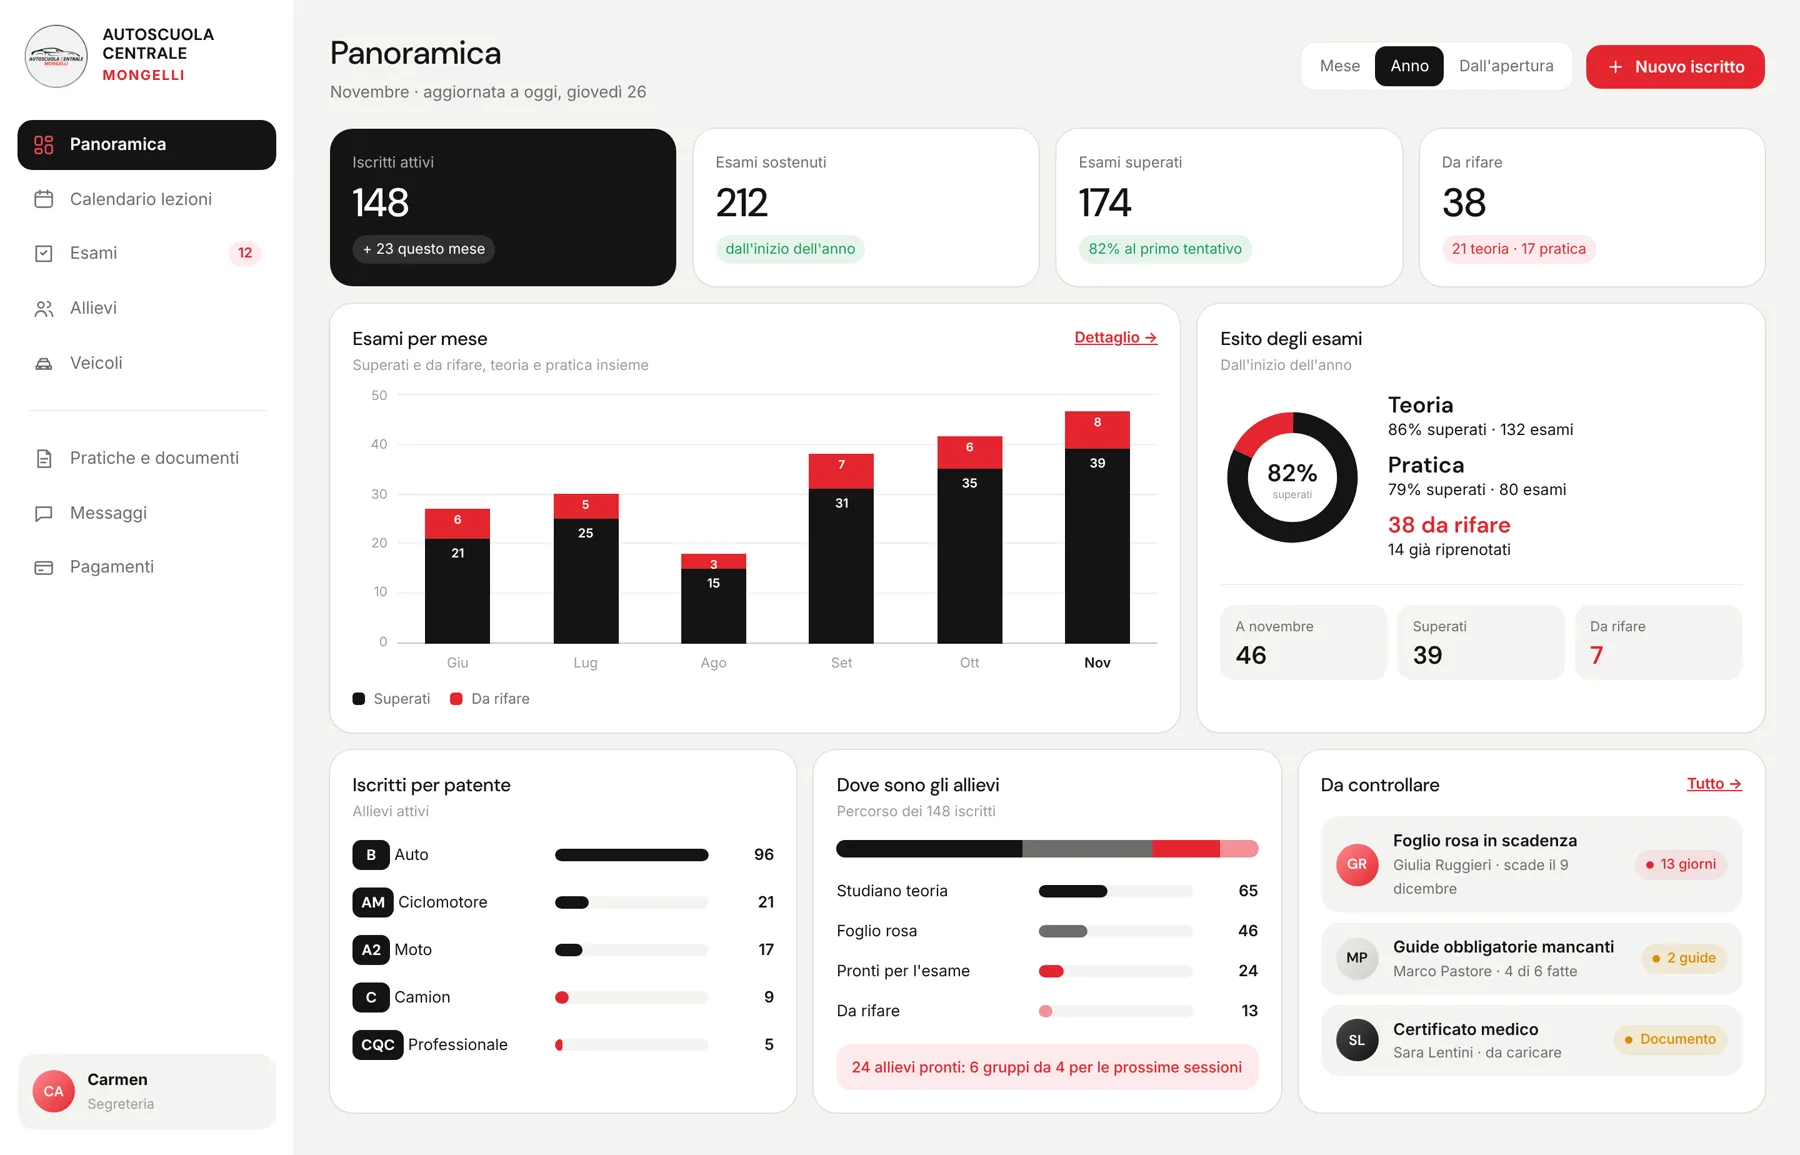 AUTOSCUOLA CENTRALE
MONGELLI
AUTOSCUOLA
CENTRALE
MONGELLI
Panoramica
Calendario lezioni
Esami 12
Allievi
Veicoli
Pratiche e documenti
Messaggi
Pagamenti
CA
Carmen
Segreteria
Panoramica
Novembre · aggiornata a oggi, giovedì 26
Mese Anno Dall'apertura
+ Nuovo iscritto
Iscritti attivi
148
+ 23 questo mese
Esami sostenuti
212
dall'inizio dell'anno
Esami superati
174
82% al primo tentativo
Da rifare
38
21 teoria · 17 pratica
Esami per mese
Dettaglio →
Superati e da rifare, teoria e pratica insieme
50
40
30
20
10
0
6
21
5
25
3
15
7
31
6
35
8
39
Giu Lug Ago Set Ott Nov
Superati Da rifare
Esito degli esami
Dall'inizio dell'anno
82%
superati
Teoria
86% superati · 132 esami
Pratica
79% superati · 80 esami
38 da rifare
14 già riprenotati
A novembre
46
Superati
39
Da rifare
7
Iscritti per patente
Allievi attivi
B Auto 96
AM Ciclomotore 21
A2 Moto 17
C Camion 9
CQC Professionale 5
Dove sono gli allievi
Percorso dei 148 iscritti
Studiano teoria 65
Foglio rosa 46
Pronti per l'esame 24
Da rifare 13
24 allievi pronti: 6 gruppi da 4 per le prossime sessioni
Da controllare
Tutto →
GR
Foglio rosa in scadenza
Giulia Ruggieri · scade il 9
dicembre
13 giorni
MP
Guide obbligatorie mancanti
Marco Pastore · 4 di 6 fatte
2 guide
SL
Certificato medico
Sara Lentini · da caricare
Documento